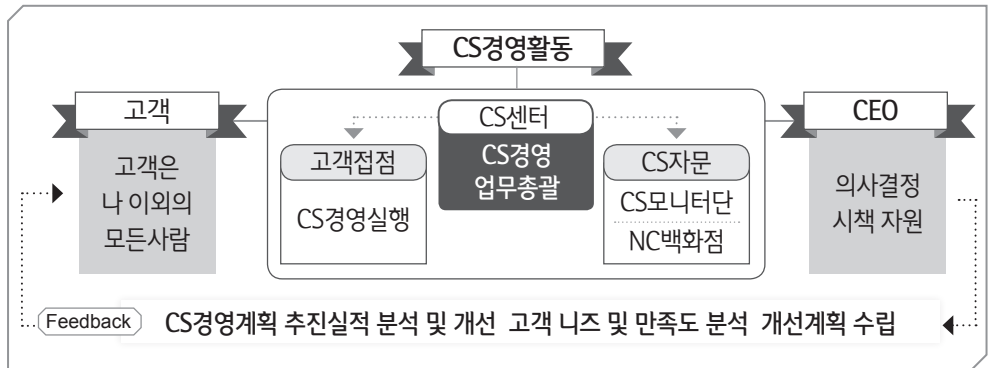 CS경영활동
고객
고객은
나 이외의
모든사람
CS센터
CS경영
업무총괄
고객접점
CS경영실행
CS자문
CS모니터단
NC백화점
CEO
의사결정
시책 자원
Feedback
CS경영계획 추진실적 분석 및 개선 고객 니즈 및 만족도 분석 개선계획 수립